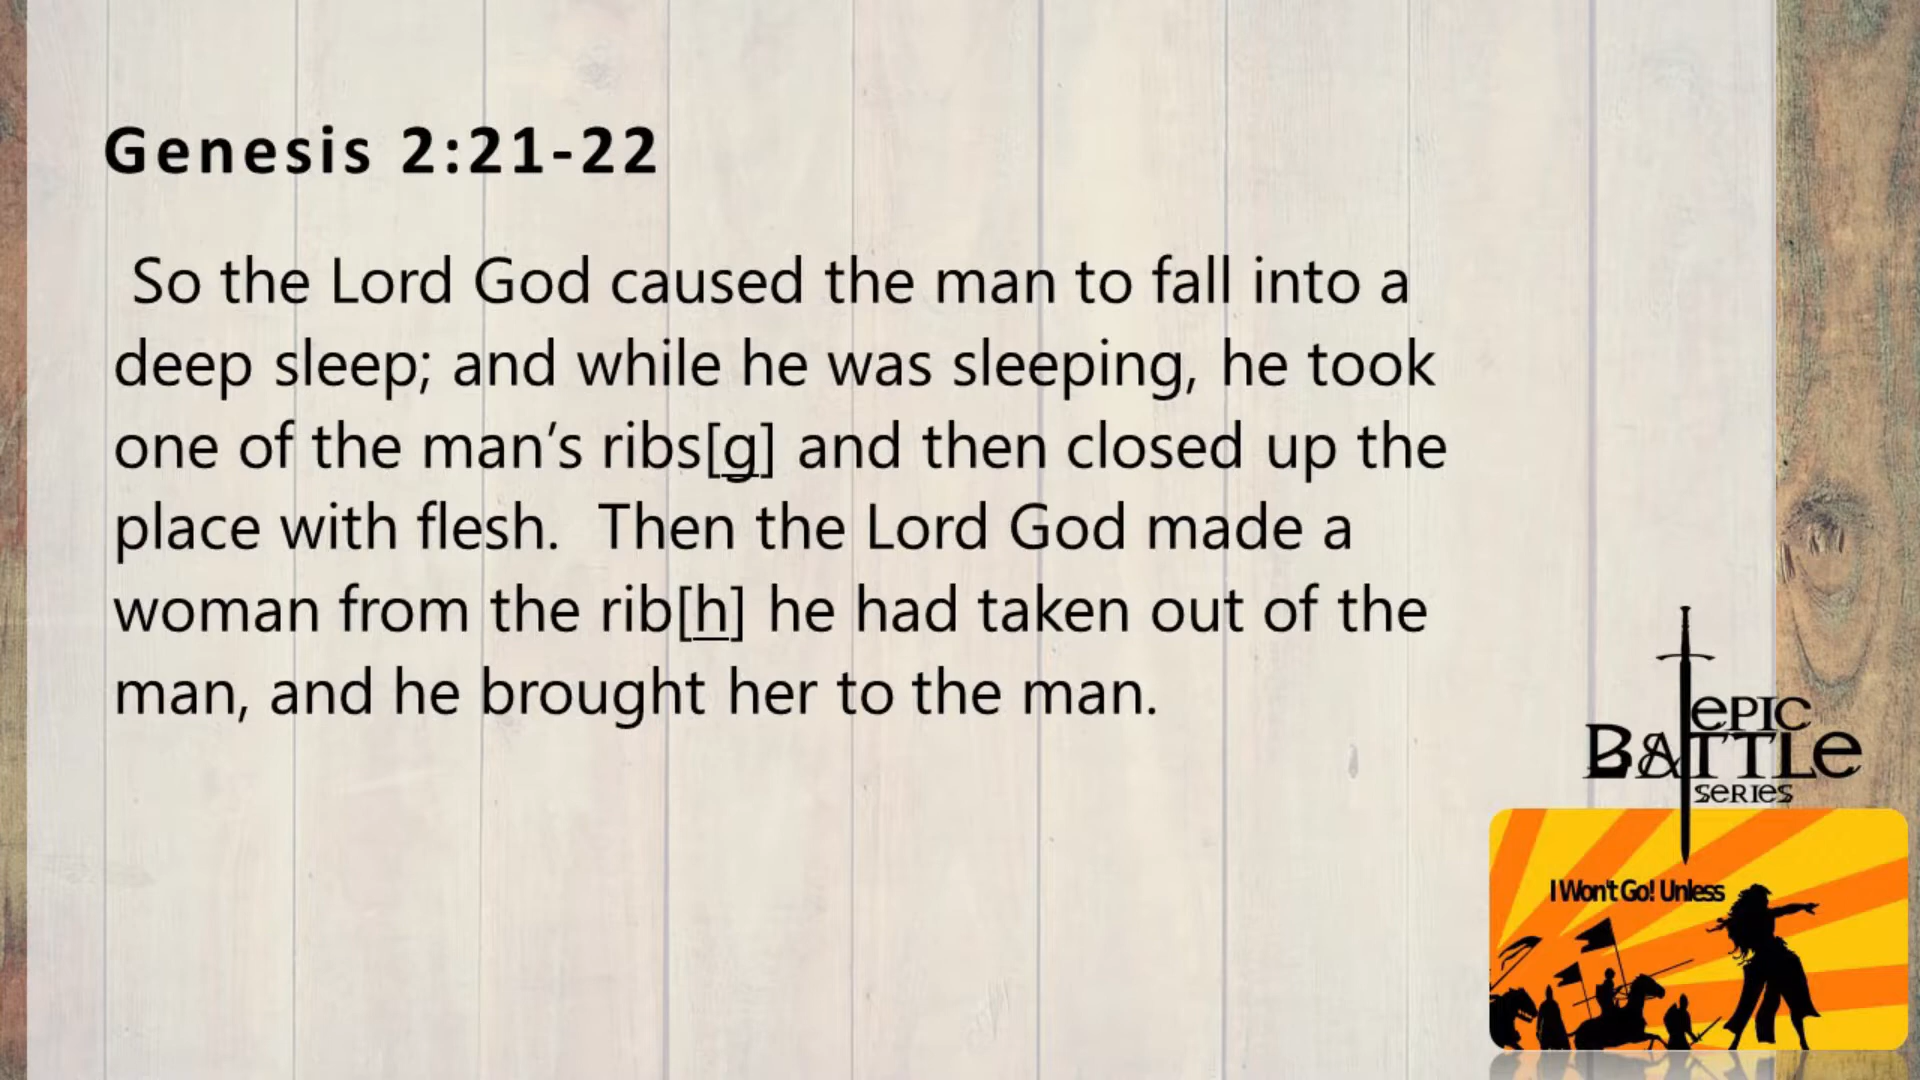 Genesis 2:21-22
So the Lord God caused the man to fall into a
deep sleep; and while he was sleeping, he took
one of the man’s ribs[g] and then closed up the
place with flesh.  Then the Lord God made a
woman from the rib[h] he had taken out of the
man, and he brought her to the man.
EPIC
BATTLE
SERIES
I Won't Go! Unless